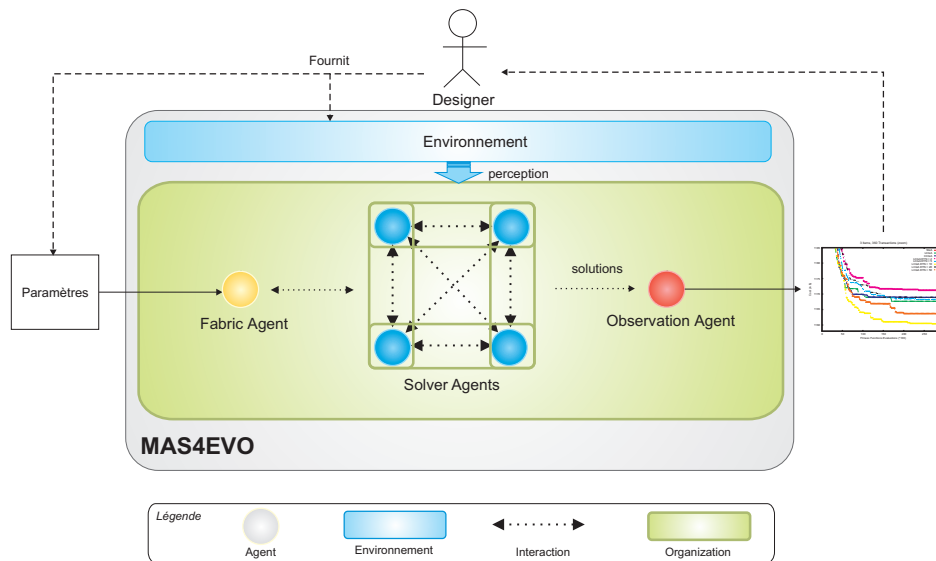 Fournit
Designer
Environnement
perception
Paramètres
Fabric Agent
Solver Agents
solutions
Observation Agent
MAS4EVO
Légende
Agent
Environnement
Interaction
Organization